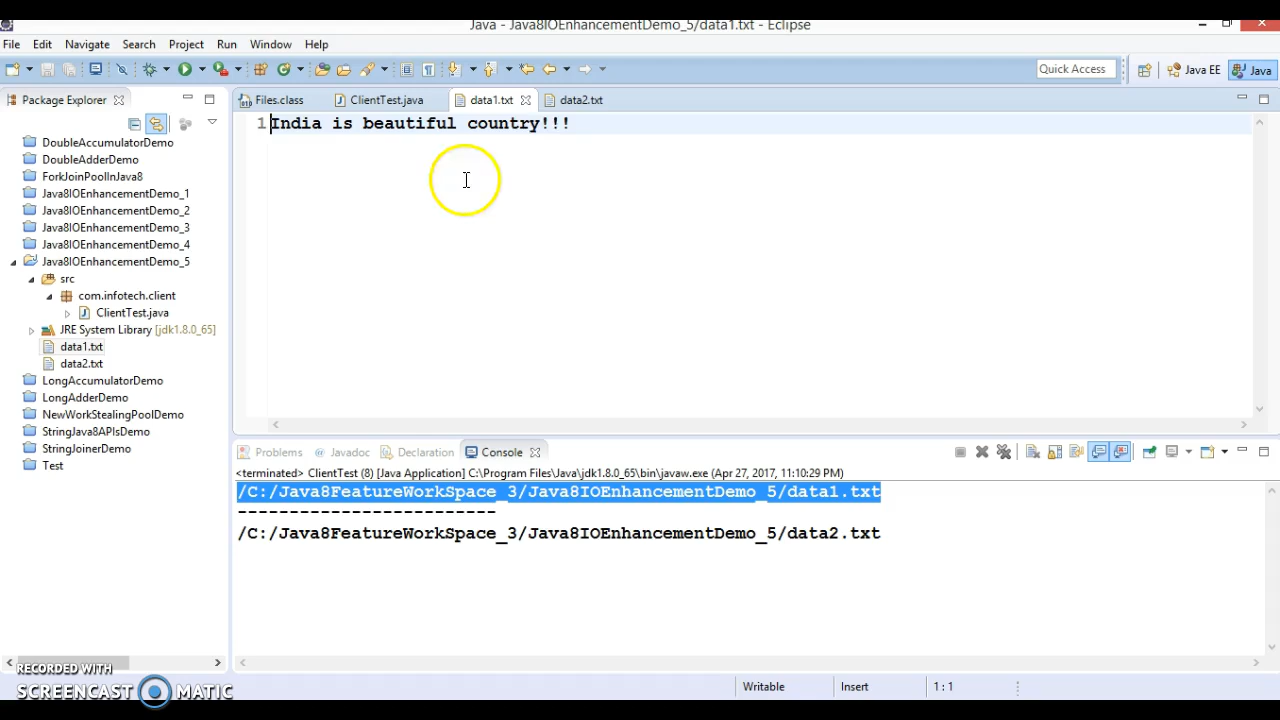 Java - Java8IOEnhancementDemo_5/data1.txt - Eclipse
File Edit Navigate Search Project Run Window Help
Quick Access
Java EE
Java
Package Explorer
Files.class
ClientTest.java
data1.txt
data2.txt
DoubleAccumulatorDemo
DoubleAdderDemo
ForkJoinPoolInJava8
Java8IOEnhancementDemo_1
Java8IOEnhancementDemo_2
Java8IOEnhancementDemo_3
Java8IOEnhancementDemo_4
Java8IOEnhancementDemo_5
src
com.infotech.client
ClientTest.java
JRE System Library [jdk1.8.0_65]
data1.txt
data2.txt
LongAccumulatorDemo
LongAdderDemo
NewWorkStealingPoolDemo
StringJava8APIsDemo
StringJoinerDemo
Test
1 India is beautiful country!!!
Problems
@ Javadoc
Declaration
Console
<terminated> ClientTest (8) [Java Application] C:\Program Files\Java\jdk1.8.0_65\bin\javaw.exe (Apr 27, 2017, 11:10:29 PM)
/C:/Java8FeatureWorkSpace_3/Java8IOEnhancementDemo_5/data1.txt
-------------------------
/C:/Java8FeatureWorkSpace_3/Java8IOEnhancementDemo_5/data2.txt
Writable
Insert
1 : 1
RECORDED WITH
SCREENCAST MATIC